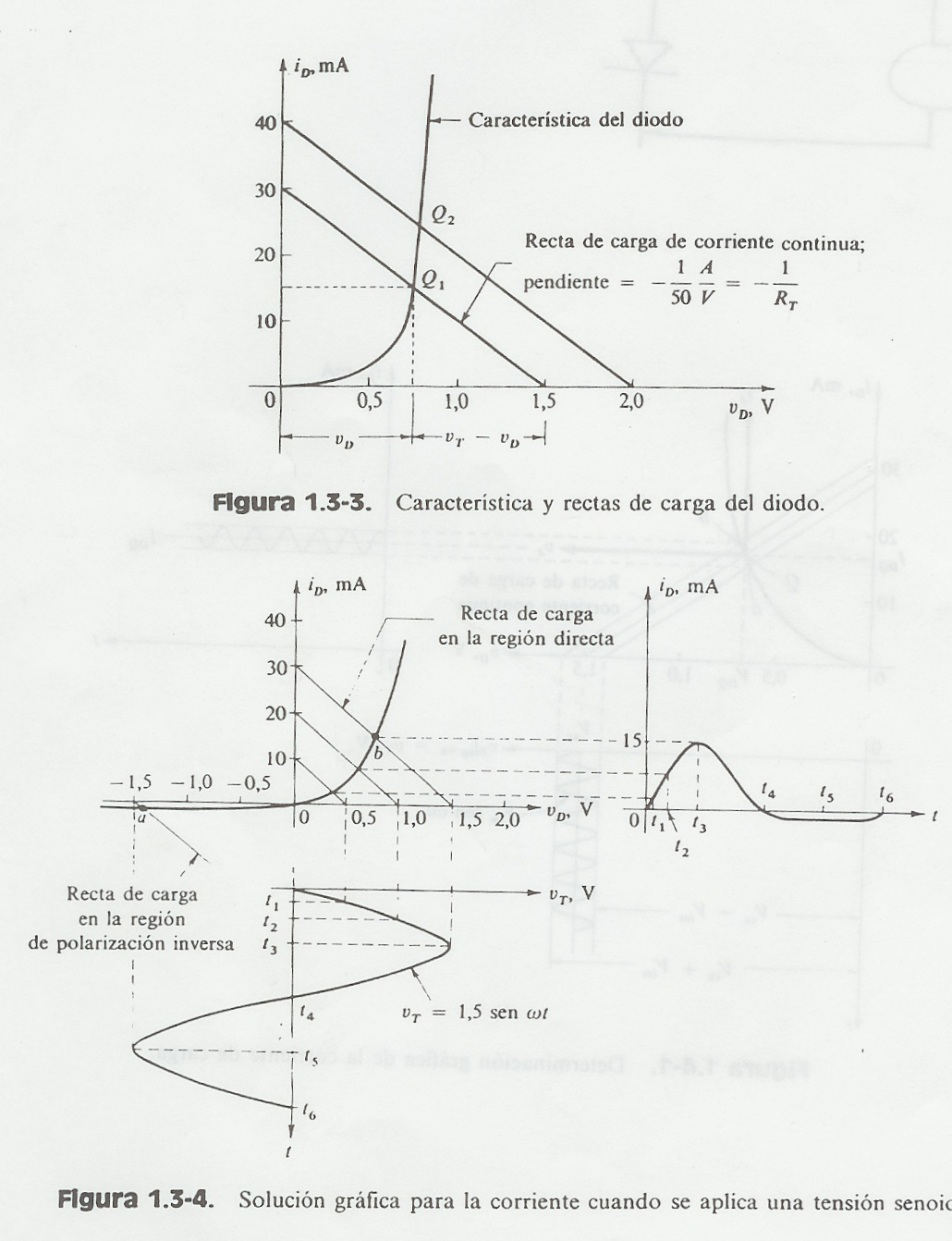 i_D, mA
40
30
20
10
0
0,5
1,0
1,5
2,0
v_D, V
Característica del diodo
Q_2
Q_1
Recta de carga de corriente continua;
pendiente = -1/50 A/V = -1/R_T
v_D
v_T - v_D
Figura 1.3-3. Característica y rectas de carga del diodo.
i_D, mA
40
30
20
10
Recta de carga
en la región directa
b
-1,5 -1,0 -0,5
a
0
0,5
1,0
1,5
2,0
v_D, V
i_D, mA
15
0
t_1
t_2
t_3
t_4
t_5
t_6
t
Recta de carga
en la región
de polarización inversa
v_T, V
t_1
t_2
t_3
t_4
v_T = 1,5 sen ωt
t_5
t_6
t
Figura 1.3-4. Solución gráfica para la corriente cuando se aplica una tensión senoid